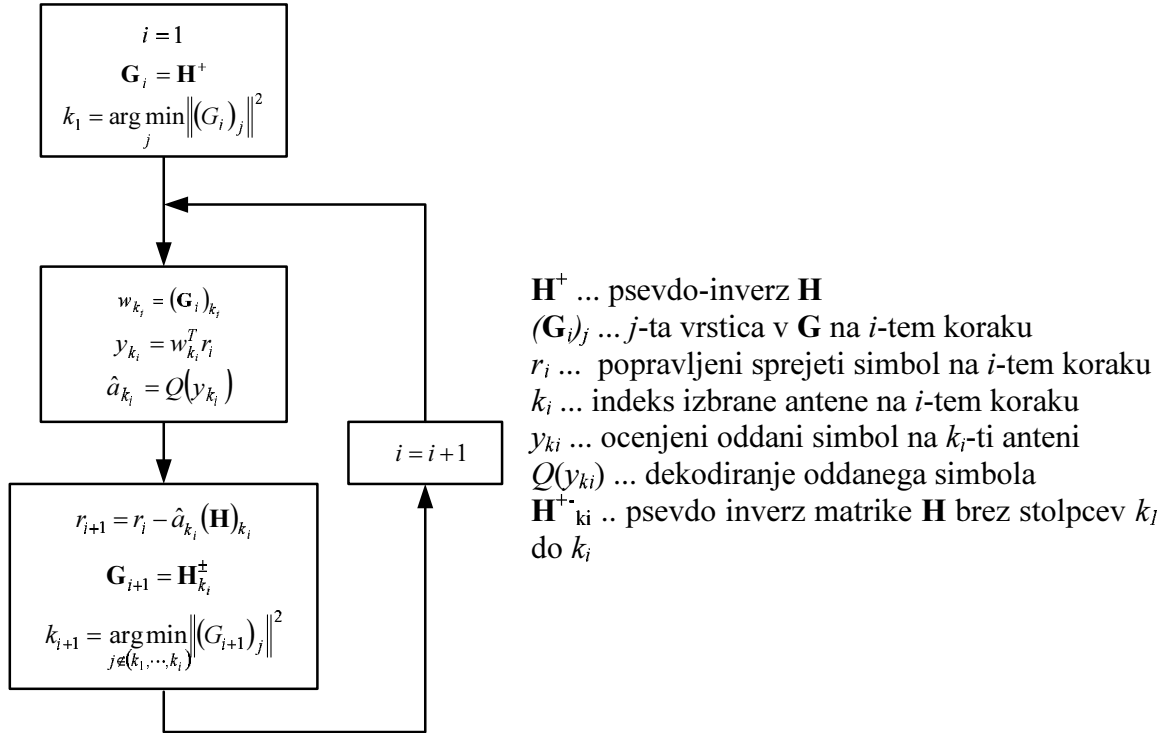 i = 1
G_i = H^+
k_1 = arg min_j ‖(G_i)_j‖^2
w_{k_i} = (G_i)_{k_i}
y_{k_i} = w_{k_i}^T r_i
â_{k_i} = Q(y_{k_i})
r_{i+1} = r_i − â_{k_i} (H)_{k_i}
G_{i+1} = H_{k_i}^±
k_{i+1} = arg min_{j∉(k_1,⋯,k_i)} ‖(G_{i+1})_j‖^2
i = i + 1
H^+ ... psevdo-inverz H
(G_i)_j ... j-ta vrstica v G na i-tem koraku
r_i ... popravljeni sprejeti simbol na i-tem koraku
k_i ... indeks izbrane antene na i-tem koraku
y_{ki} ... ocenjeni oddani simbol na k_i-ti anteni
Q(y_{ki}) ... dekodiranje oddanega simbola
H^{+-}_{ki} .. psevdo inverz matrike H brez stolpcev k_1
do k_i